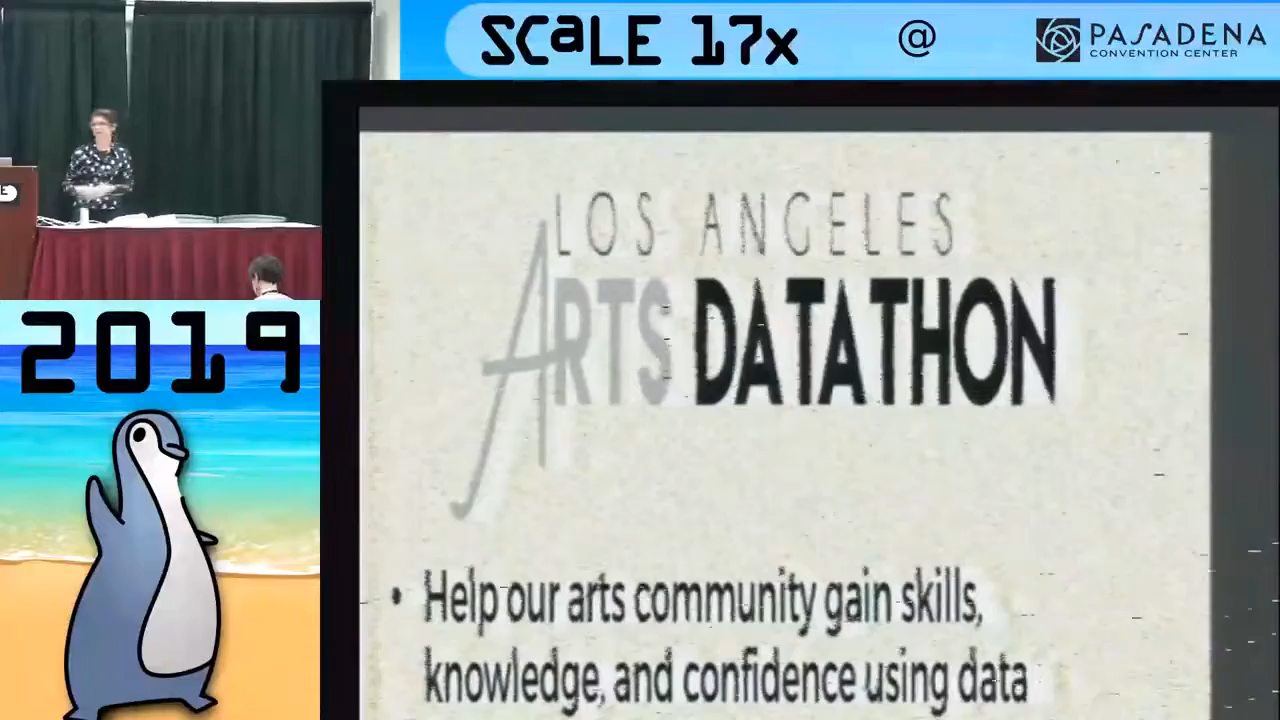 SCaLE 17x @ PASADENA
CONVENTION CENTER
LOS ANGELES
ARTS DATATHON
2019
• Help our arts community gain skills,
knowledge, and confidence using data